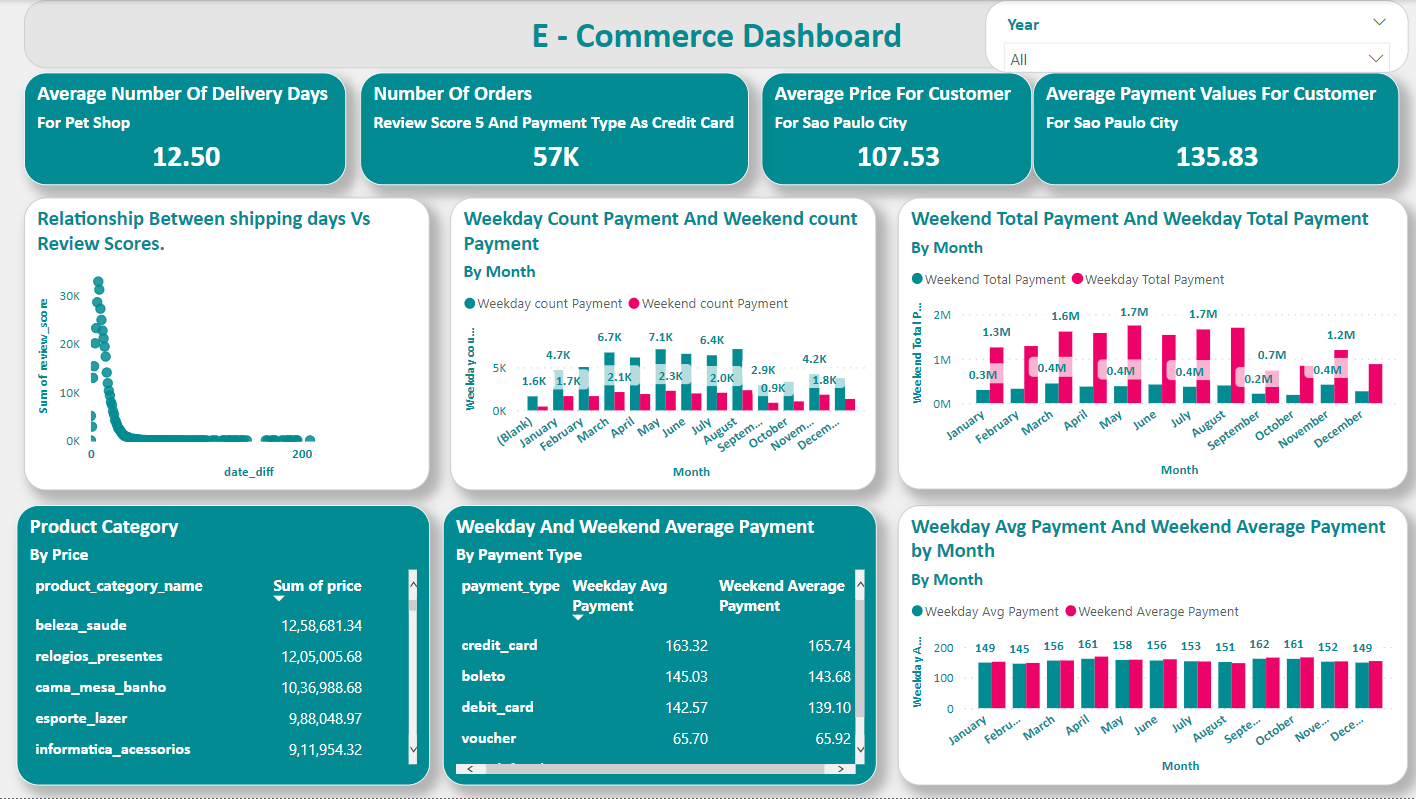 E - Commerce Dashboard
Year
All
Average Number Of Delivery Days
For Pet Shop
12.50
Number Of Orders
Review Score 5 And Payment Type As Credit Card
57K
Average Price For Customer
For Sao Paulo City
107.53
Average Payment Values For Customer
For Sao Paulo City
135.83
Relationship Between shipping days Vs
Review Scores.
Sum of review_score
30K
20K
10K
0K
0
200
date_diff
Weekday Count Payment And Weekend count
Payment
By Month
Weekday count Payment
Weekend count Payment
Weekday cou...
5K
0K
1.6K
4.7K
1.7K
6.7K
2.1K
7.1K
2.3K
6.4K
2.0K
2.9K
0.9K
4.2K
1.8K
(Blank)
January
February
March
April
May
June
July
August
Septem...
October
Novem...
Decem...
Month
Weekend Total Payment And Weekday Total Payment
By Month
Weekend Total Payment
Weekday Total Payment
Weekend Total P...
2M
1M
0M
0.3M
1.3M
0.4M
1.6M
0.4M
1.7M
0.4M
1.7M
0.2M
0.7M
0.4M
1.2M
January
February
March
April
May
June
July
August
September
October
November
December
Month
Product Category
By Price
product_category_name Sum of price
beleza_saude 12,58,681.34
relogios_presentes 12,05,005.68
cama_mesa_banho 10,36,988.68
esporte_lazer 9,88,048.97
informatica_acessorios 9,11,954.32
Weekday And Weekend Average Payment
By Payment Type
payment_type Weekday Avg Weekend Average
Payment Payment
credit_card 163.32 165.74
boleto 145.03 143.68
debit_card 142.57 139.10
voucher 65.70 65.92
Weekday Avg Payment And Weekend Average Payment
by Month
By Month
Weekday Avg Payment
Weekend Average Payment
Weekday A...
200
100
0
149
145
156
161
158
156
153
151
162
161
152
149
January
Febru...
March
April
May
June
July
August
Septe...
October
Nove...
Dece...
Month